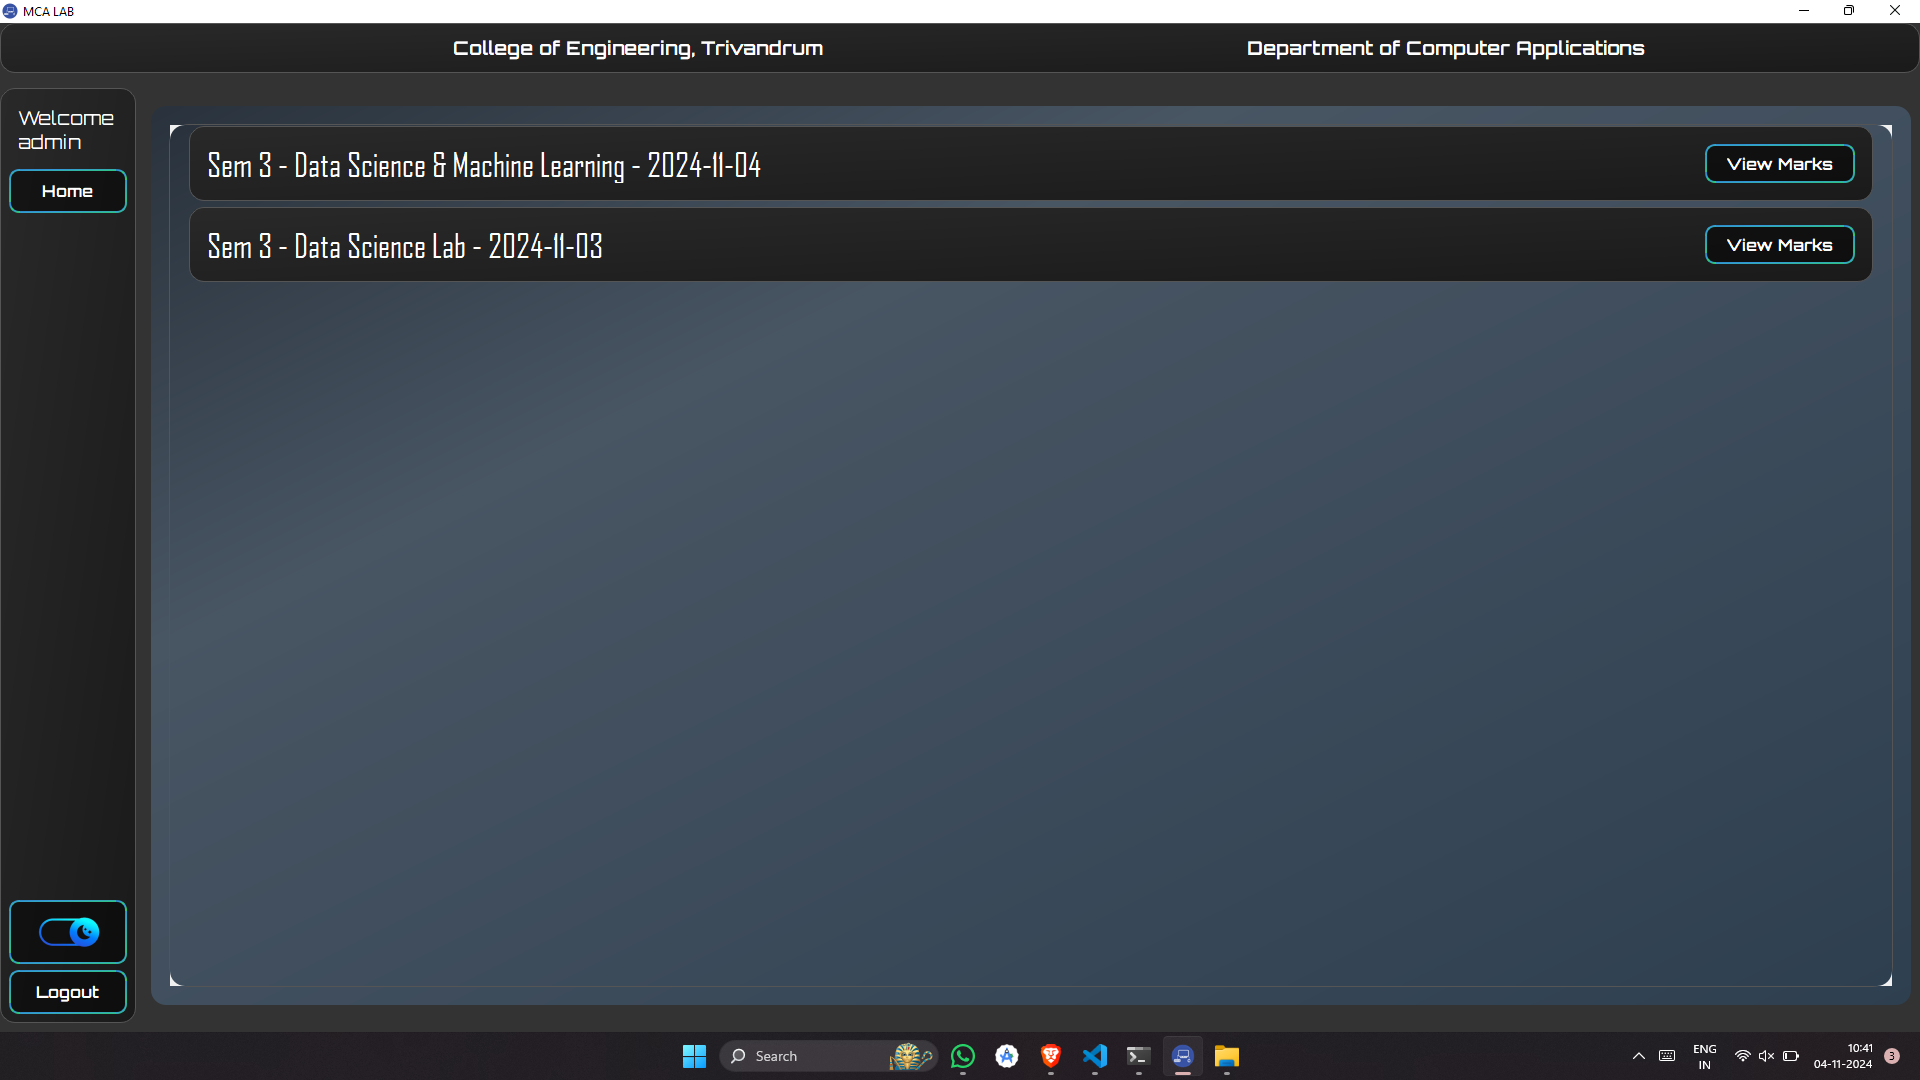 MCA LAB
College of Engineering, Trivandrum
Department of Computer Applications
Welcome
admin
Home
Sem 3 - Data Science & Machine Learning - 2024-11-04
View Marks
Sem 3 - Data Science Lab - 2024-11-03
View Marks
Logout
Search
ENG
IN
10:41
04-11-2024
3